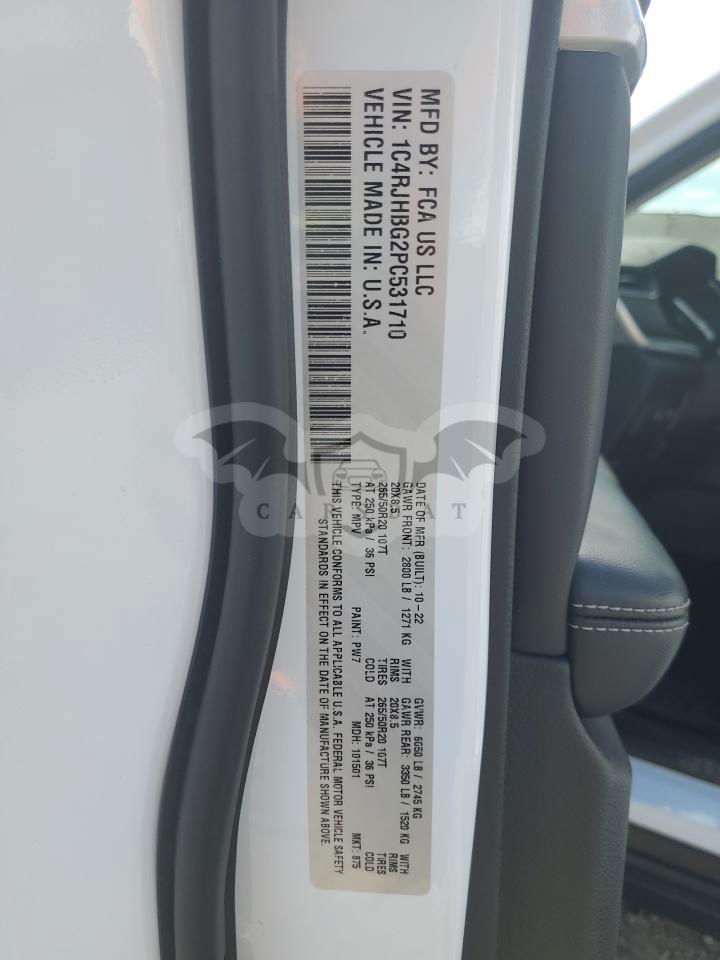 MFD BY: FCA US LLC
VIN: 1C4RJHBG2PC531710
VEHICLE MADE IN: U.S.A.
DATE OF MFR (BUILT): 10-22 GVWR: 6050 LB / 2745 KG
GAWR FRONT: 2800 LB / 1271 KG WITH GAWR REAR: 3350 LB / 1520 KG WITH
20X8.5 RIMS 20X8.5 RIMS
265/50R20 107T TIRES 265/50R20 107T TIRES
AT 250 kPa / 36 PSI COLD AT 250 kPa / 36 PSI COLD
TYPE: MPV PAINT: PW7 MDH: 101501 MKT: 875
THIS VEHICLE CONFORMS TO ALL APPLICABLE U.S.A. FEDERAL MOTOR VEHICLE SAFETY
STANDARDS IN EFFECT ON THE DATE OF MANUFACTURE SHOWN ABOVE.